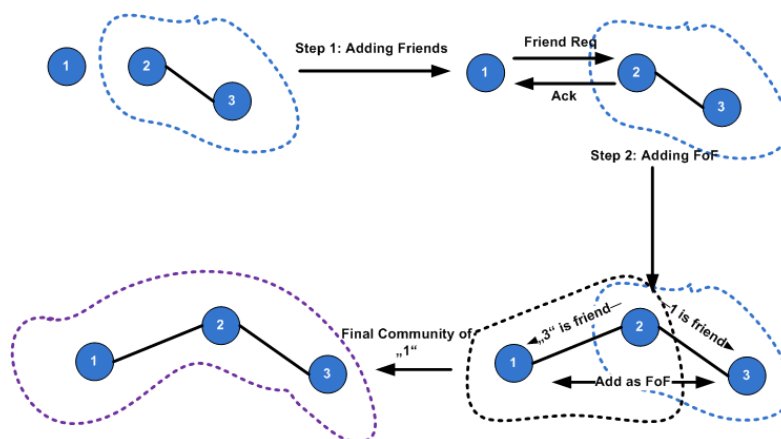 1
2
3
Step 1: Adding Friends
1
Friend Req
Ack
2
3
Step 2: Adding FoF
1
2
3
Final Community of
„1“
1
2
3
„3“ is friend
1 is friend
Add as FoF